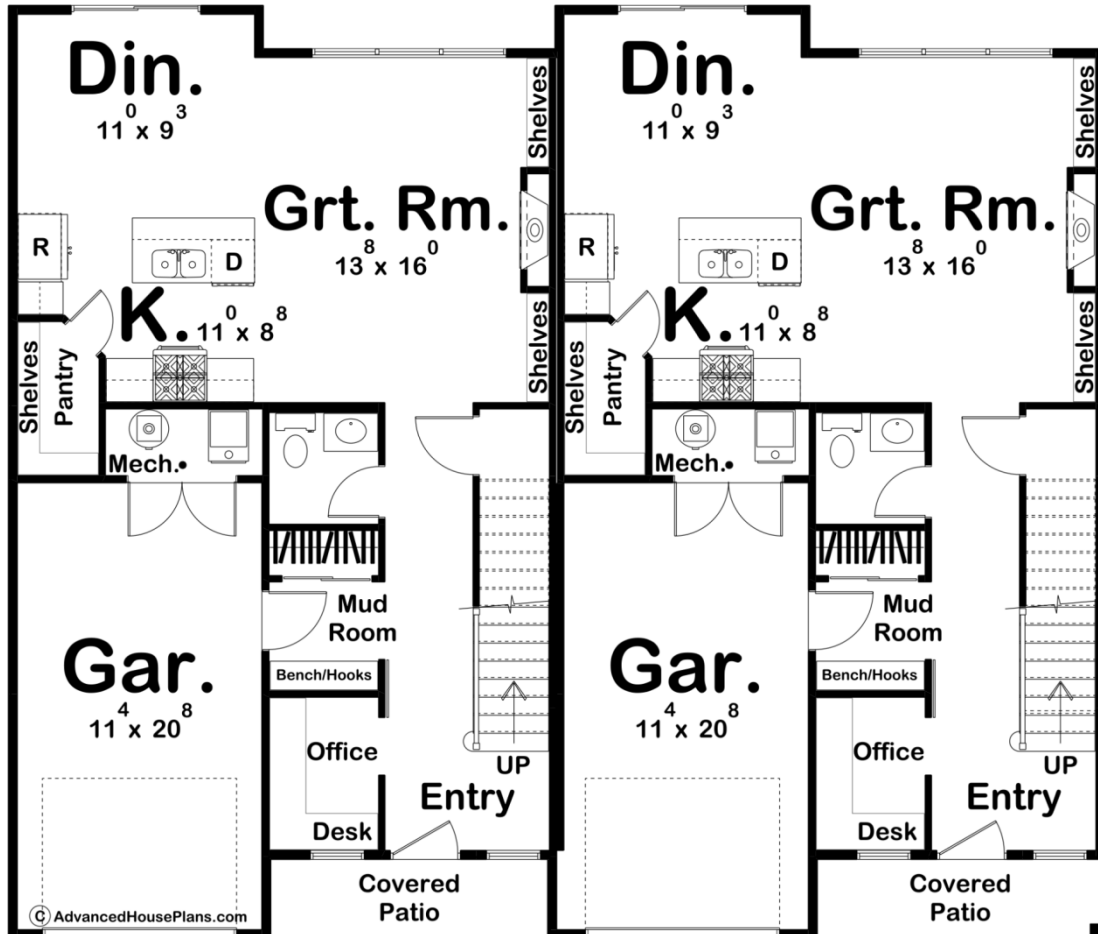 Din.
11⁰ x 9³
Shelves
Grt. Rm.
13⁸ x 16⁰
R
D
K. 11⁰ x 8⁸
Shelves
Shelves
Pantry
Mech.
Mud
Room
Gar.
11⁴ x 20⁸
Bench/Hooks
Office
UP
Entry
Desk
Covered
Patio
© AdvancedHousePlans.com
Din.
11⁰ x 9³
Shelves
Grt. Rm.
13⁸ x 16⁰
R
D
K. 11⁰ x 8⁸
Shelves
Shelves
Pantry
Mech.
Mud
Room
Gar.
11⁴ x 20⁸
Bench/Hooks
Office
UP
Entry
Desk
Covered
Patio